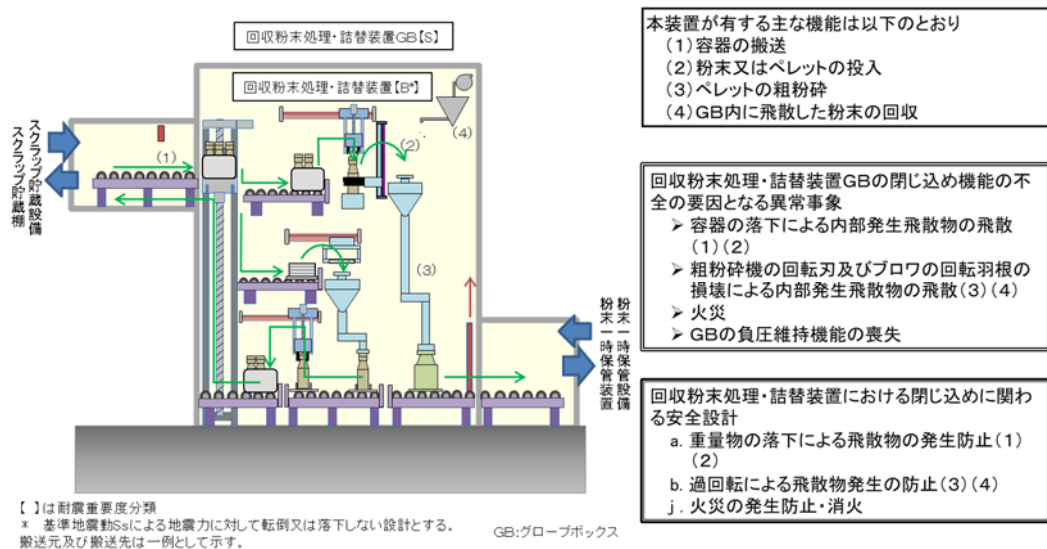 回収粉末処理・詰替装置GB【S】
回収粉末処理・詰替装置【B*】
スクラップ貯蔵設備
スクラップ貯蔵棚
(1)
(2)
(4)
(3)
粉末一時保管設備
粉末一時保管装置
【 】は耐震重要度分類
* 基準地震動Ssによる地震力に対して転倒又は落下しない設計とする。
搬送元及び搬送先は一例として示す。
GB:グローブボックス
本装置が有する主な機能は以下のとおり
(1)容器の搬送
(2)粉末又はペレットの投入
(3)ペレットの粗粉砕
(4)GB内に飛散した粉末の回収
回収粉末処理・詰替装置GBの閉じ込め機能の不
全の要因となる異常事象
➤ 容器の落下による内部発生飛散物の飛散
(1)(2)
➤ 粗粉砕機の回転刃及びブロワの回転羽根の
損壊による内部発生飛散物の飛散(3)(4)
➤ 火災
➤ GBの負圧維持機能の喪失
回収粉末処理・詰替装置における閉じ込めに関わ
る安全設計
a. 重量物の落下による飛散物の発生防止(1)
(2)
b. 過回転による飛散物発生の防止(3)(4)
j. 火災の発生防止・消火